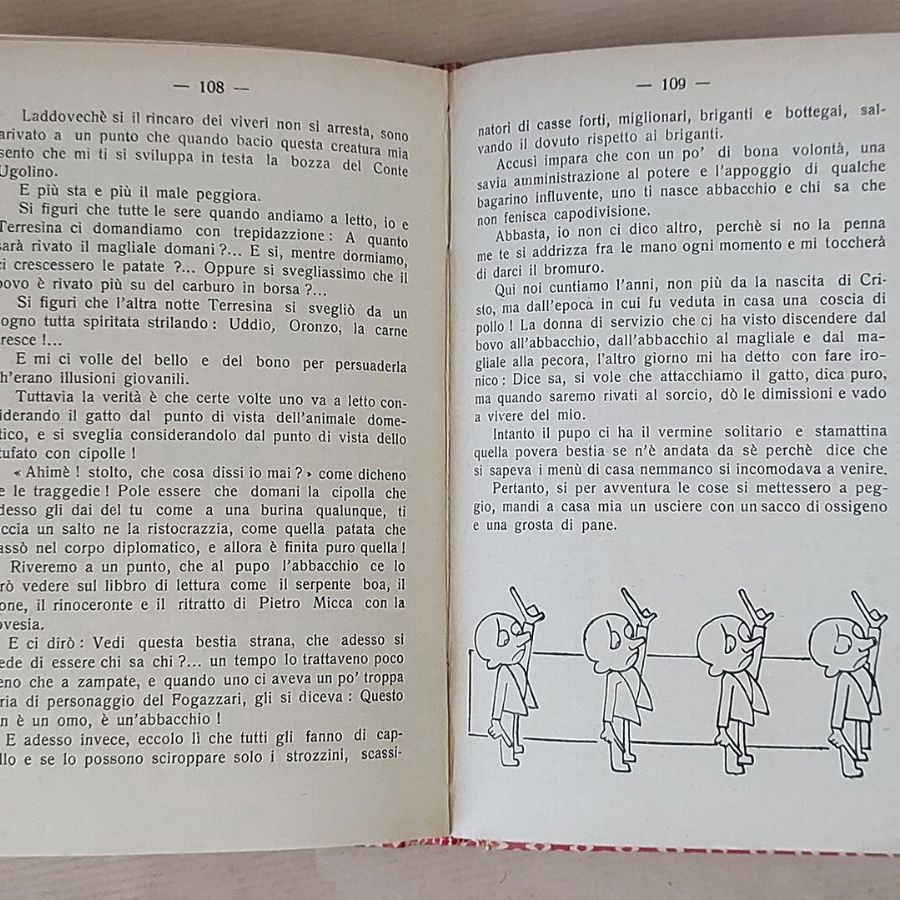 — 108 —
Laddovechè si il rincaro dei viveri non si arresta, sono
arivato a un punto che quando bacio questa creatura mia
sento che mi ti si sviluppa in testa la bozza del Conte
Ugolino.
E più sta e più il male peggiora.
Si figuri che tutte le sere quando andiamo a letto, io e
Terresina ci domandiamo con trepidazzione: A quanto
sarà rivato il magliale domani?... E si, mentre dormiamo,
ci crescessero le patate?... Oppure si svegliassimo che il
bovo è rivato più su del carburo in borsa?...
Si figuri che l'altra notte Terresina si svegliò da un
sogno tutta spiritata strilando: Uddio, Oronzo, la carne
cresce!...
E mi ci volle del bello e del bono per persuaderla
ch'erano illusioni giovanili.
Tuttavia la verità è che certe volte uno va a letto con-
siderando il gatto dal punto di vista dell'animale dome-
stico, e si sveglia considerandolo dal punto di vista dello
stufato con cipolle!
« Ahimè! stolto, che cosa dissi io mai?» come dicheno
le traggedie! Pole essere che domani la cipolla che
adesso gli dai del tu come a una burina qualunque, ti
faccia un salto ne la ristocrazzia, come quella patata che
passò nel corpo diplomatico, e allora è finita puro quella!
Riveremo a un punto, che al pupo l'abbacchio ce lo
farò vedere sul libbro di lettura come il serpente boa, il
leone, il rinoceronte e il ritratto di Pietro Micca con la
E ci dirò: Vedi questa bestia strana, che adesso si
crede di essere chi sa chi?... un tempo lo trattaveno poco
meno che a zampate, e quando uno ci aveva un po' troppa
aria di personaggio del Fogazzari, gli si diceva: Questo
non è un omo, è un'abbacchio!
E adesso invece, eccolo lì che tutti gli fanno di cap-
pello e se lo possono sciroppare solo i strozzini, scassi-
— 109 —
natori di casse forti, miglionari, briganti e bottegai, sal-
vando il dovuto rispetto ai briganti.
Accusì impara che con un po' di bona volontà, una
savia amministrazione al potere e l'appoggio di qualche
bagarino influvente, uno ti nasce abbacchio e chi sa che
non fenisca capodivisione.
Abbasta, io non ci dico altro, perchè si no la penna
me te si addrizza fra le mano ogni momento e mi toccherà
di darci il bromuro.
Qui noi cuntiamo l'anni, non più da la nascita di Cri-
sto, ma dall'epoca in cui fu veduta in casa una coscia di
pollo! La donna di servizio che ci ha visto discendere dal
bovo all'abbacchio, dall'abbacchio al magliale e dal ma-
gliale alla pecora, l'altro giorno mi ha detto con fare iro-
nico: Dice sa, si vole che attacchiamo il gatto, dica puro,
ma quando saremo rivati al sorcio, dò le dimissioni e vado
a vivere del mio.
Intanto il pupo ci ha il vermine solitario e stamattina
quella povera bestia se n'è andata da sè perchè dice che
si sapeva i menù di casa nemmanco si incomodava a venire.
Pertanto, si per avventura le cose si mettessero a peg-
gio, mandi a casa mia un usciere con un sacco di ossigeno
e una grosta di pane.